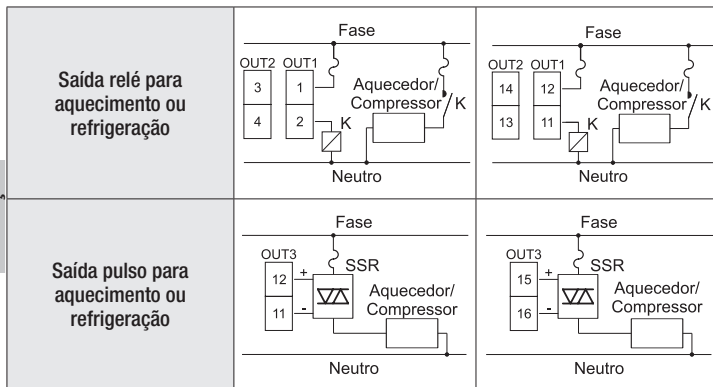 Saída relé para
aquecimento ou
refrigeração
Fase
OUT2 OUT1
3 1
4 2
K
Aquecedor/
Compressor
K
Neutro
Fase
OUT2 OUT1
14 12
13 11
K
Aquecedor/
Compressor
K
Neutro
Saída pulso para
aquecimento ou
refrigeração
Fase
OUT3
12 +
11 -
SSR
Aquecedor/
Compressor
Neutro
Fase
OUT3
15 +
16 -
SSR
Aquecedor/
Compressor
Neutro